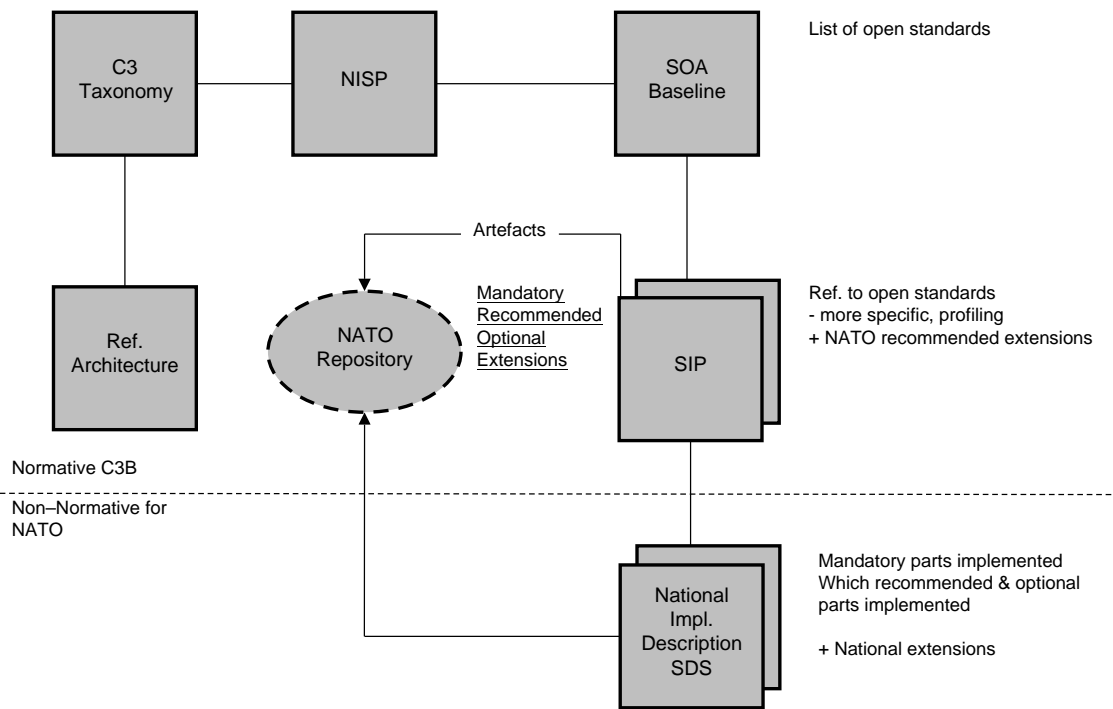 List of open standards
C3
Taxonomy
NISP
SOA
Baseline
Artefacts
Mandatory
Recommended
Optional
Extensions
NATO
Repository
Ref.
Architecture
SIP
Ref. to open standards
- more specific, profiling
+ NATO recommended extensions
Normative C3B
Non–Normative for
NATO
National
Impl.
Description
SDS
Mandatory parts implemented
Which recommended & optional
parts implemented
+ National extensions